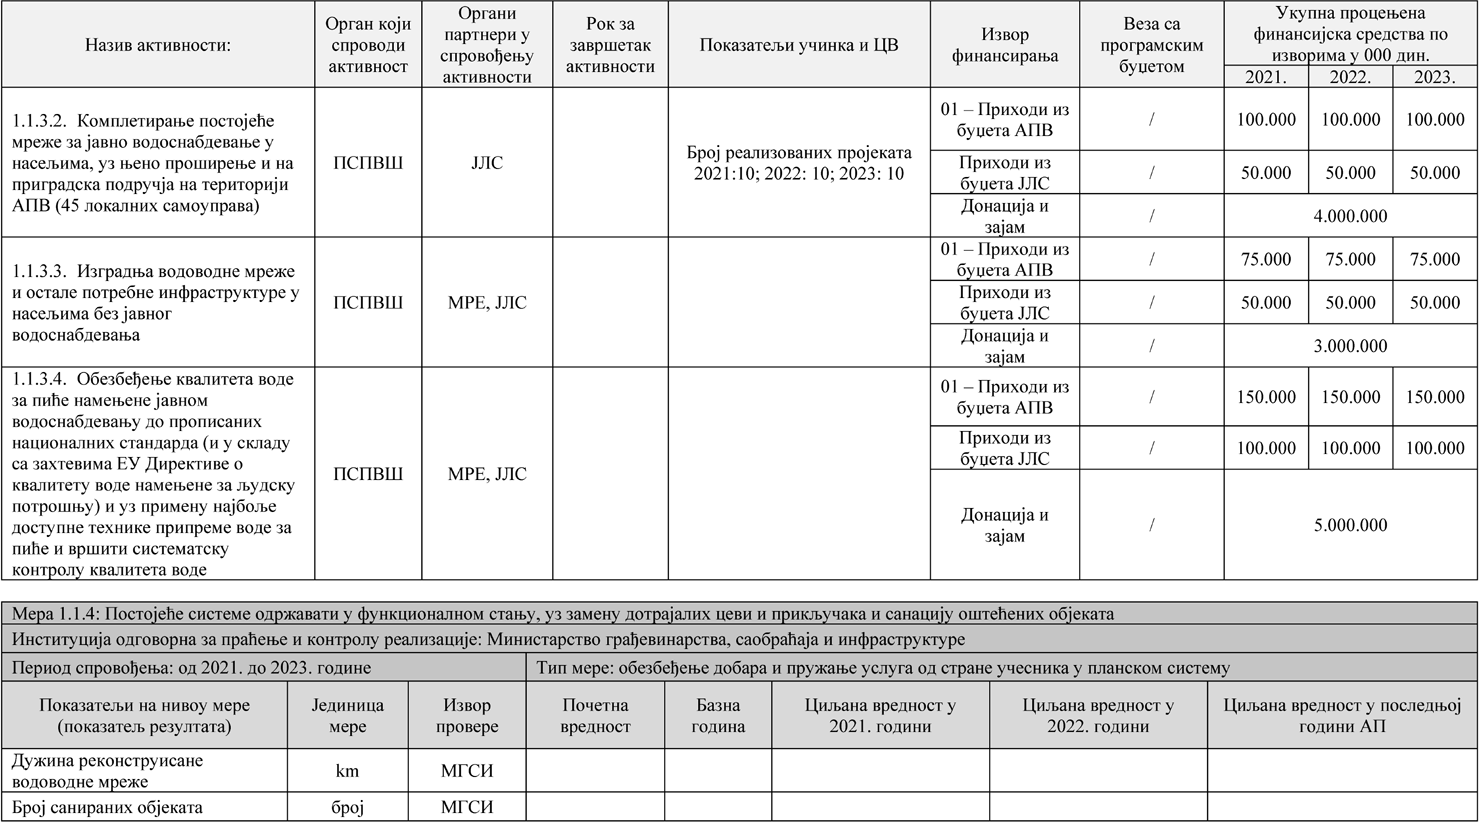 Назив активности:
Орган који
спроводи
активност
Органи
партнери у
спровођењу
активности
Рок за
завршетак
активности
Показатељи учинка и ЦВ
Извор
финансирања
Веза са
програмским
буџетом
Укупна процењена
финансијска средства по
изворима у 000 дин.
2021.
2022.
2023.
1.1.3.2. Комплетирање постојеће
мреже за јавно водоснабдевање у
насељима, уз њено проширење и на
приградска подручја на територији
АПВ (45 локалних самоуправа)
ПСПВШ
ЈЛС
Број реализованих пројеката
2021:10; 2022: 10; 2023: 10
01 – Приходи из
буџета АПВ
/
100.000
100.000
100.000
Приходи из
буџета ЈЛС
/
50.000
50.000
50.000
Донација и
зајам
/
4.000.000
1.1.3.3. Изградња водоводне мреже
и остале потребне инфраструктуре у
насељима без јавног
водоснабдевања
ПСПВШ
МРЕ, ЈЛС
01 – Приходи из
буџета АПВ
/
75.000
75.000
75.000
Приходи из
буџета ЈЛС
/
50.000
50.000
50.000
Донација и
зајам
/
3.000.000
1.1.3.4. Обезбеђење квалитета воде
за пиће намењене јавном
водоснабдевању до прописаних
националних стандарда (и у складу
са захтевима ЕУ Директиве о
квалитету воде намењене за људску
потрошњу) и уз примену најбоље
доступне технике припреме воде за
пиће и вршити систематску
контролу квалитета воде
ПСПВШ
МРЕ, ЈЛС
01 – Приходи из
буџета АПВ
/
150.000
150.000
150.000
Приходи из
буџета ЈЛС
/
100.000
100.000
100.000
Донација и
зајам
/
5.000.000
Мера 1.1.4: Постојеће системе одржавати у функционалном стању, уз замену дотрајалих цеви и прикључака и санацију оштећених објеката
Институција одговорна за праћење и контролу реализације: Министарство грађевинарства, саобраћаја и инфраструктуре
Период спровођења: од 2021. до 2023. године
Тип мере: обезбеђење добара и пружање услуга од стране учесника у планском систему
Показатељи на нивоу мере
(показатељ резултата)
Јединица
мере
Извор
провере
Почетна
вредност
Базна
година
Циљана вредност у
2021. години
Циљана вредност у
2022. години
Циљана вредност у последњој
години АП
Дужина реконструисане
водоводне мреже
km
МГСИ
Број санираних објеката
број
МГСИ